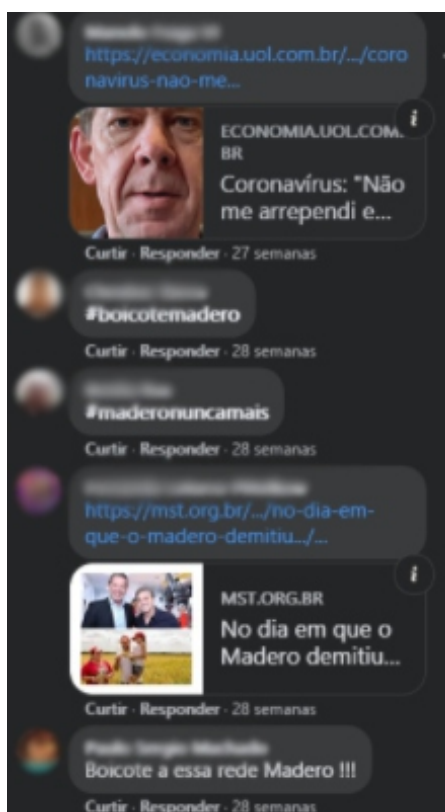 https://economia.uol.com.br/.../coro
navirus-nao-me...
ECONOMIA.UOL.COM.
BR
Coronavírus: "Não
me arrependi e...
Curtir · Responder · 27 semanas
#boicotemadero
Curtir · Responder · 28 semanas
#maderonuncamais
Curtir · Responder · 28 semanas
https://mst.org.br/.../no-dia-em-
que-o-madero-demitiu.../...
MST.ORG.BR
No dia em que o
Madero demitiu...
Curtir · Responder · 28 semanas
Boicote a essa rede Madero !!!
Curtir · Responder · 28 semanas